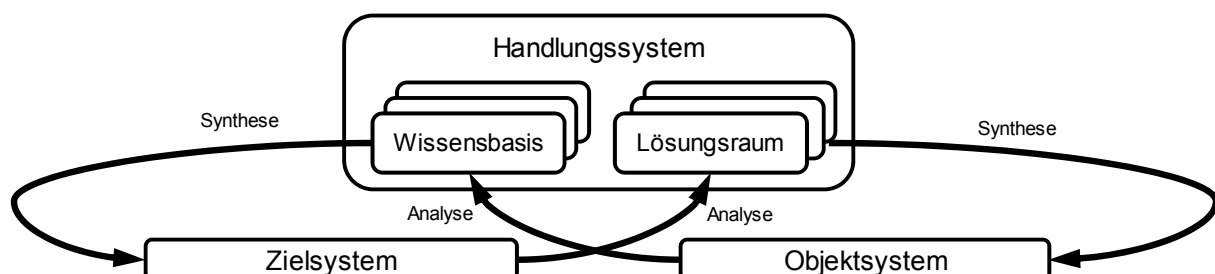 Handlungssystem
Synthese
Wissensbasis
Lösungsraum
Synthese
Analyse
Analyse
Zielsystem
Objektsystem